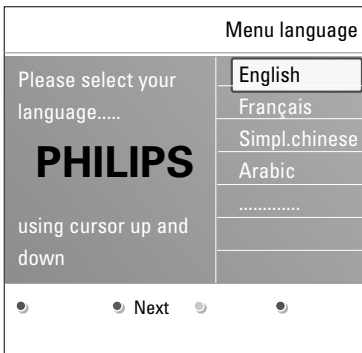 Menu language
Please select your
language.....
PHILIPS
using cursor up and
down
English
Français
Simpl.chinese
Arabic
.............
Next